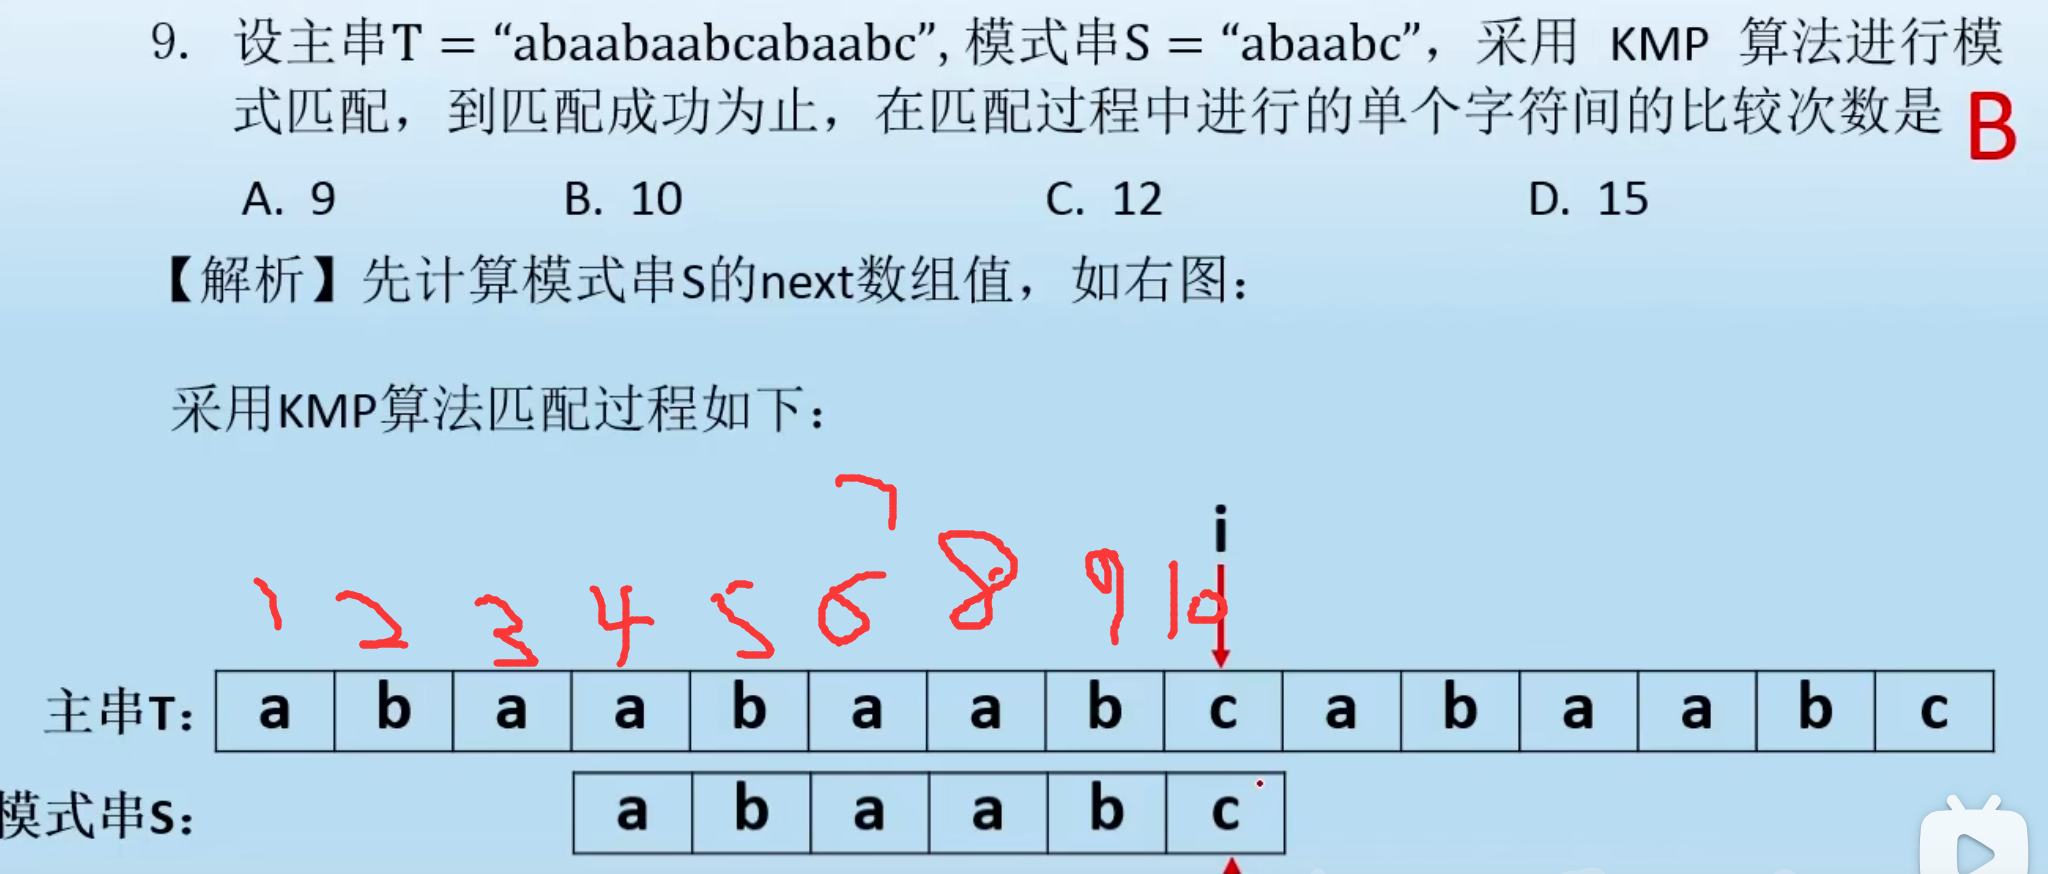 9. 设主串T = “abaabaabcabaabc”, 模式串S = “abaabc”，采用 KMP 算法进行模
式匹配，到匹配成功为止，在匹配过程中进行的单个字符间的比较次数是 B
A. 9 B. 10 C. 12 D. 15
【解析】先计算模式串S的next数组值，如右图：
采用KMP算法匹配过程如下：
7
i
1 2 3 4 5 6 8 9 10
主串T： a b a a b a a b c a b a a b c
模式串S： a b a a b c